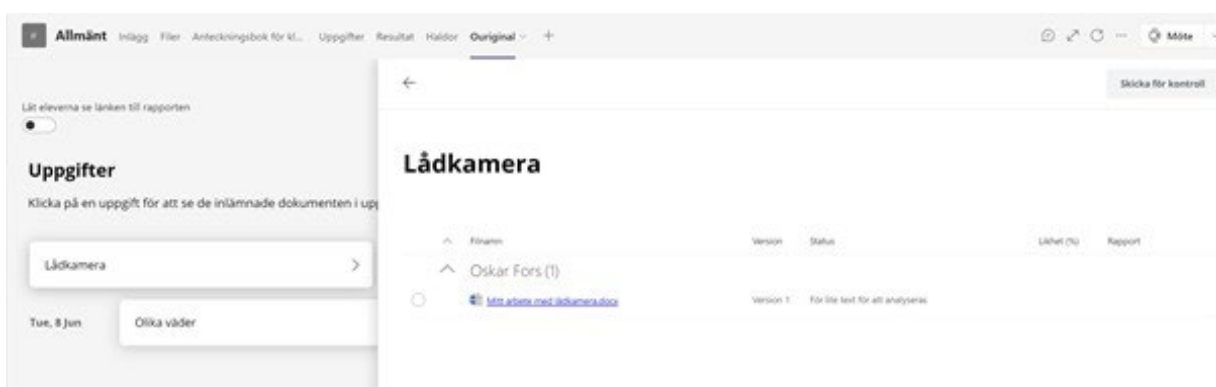 Allmänt Inlägg Filer Anteckningsbok för kl... Uppgifter Resultat Haldor Ouriginal +
Möte
Skicka för kontroll
Låt eleverna se länken till rapporten
Uppgifter
Klicka på en uppgift för att se de inlämnade dokumenten i upp
Lådkamera
Tue, 8 Jun Olika väder
Lådkamera
Filnamn Version Status Likhet (%) Rapport
Oskar Fors (1)
Mitt arbete med lådkamera.docx Version 1 För lite text för att analyseras